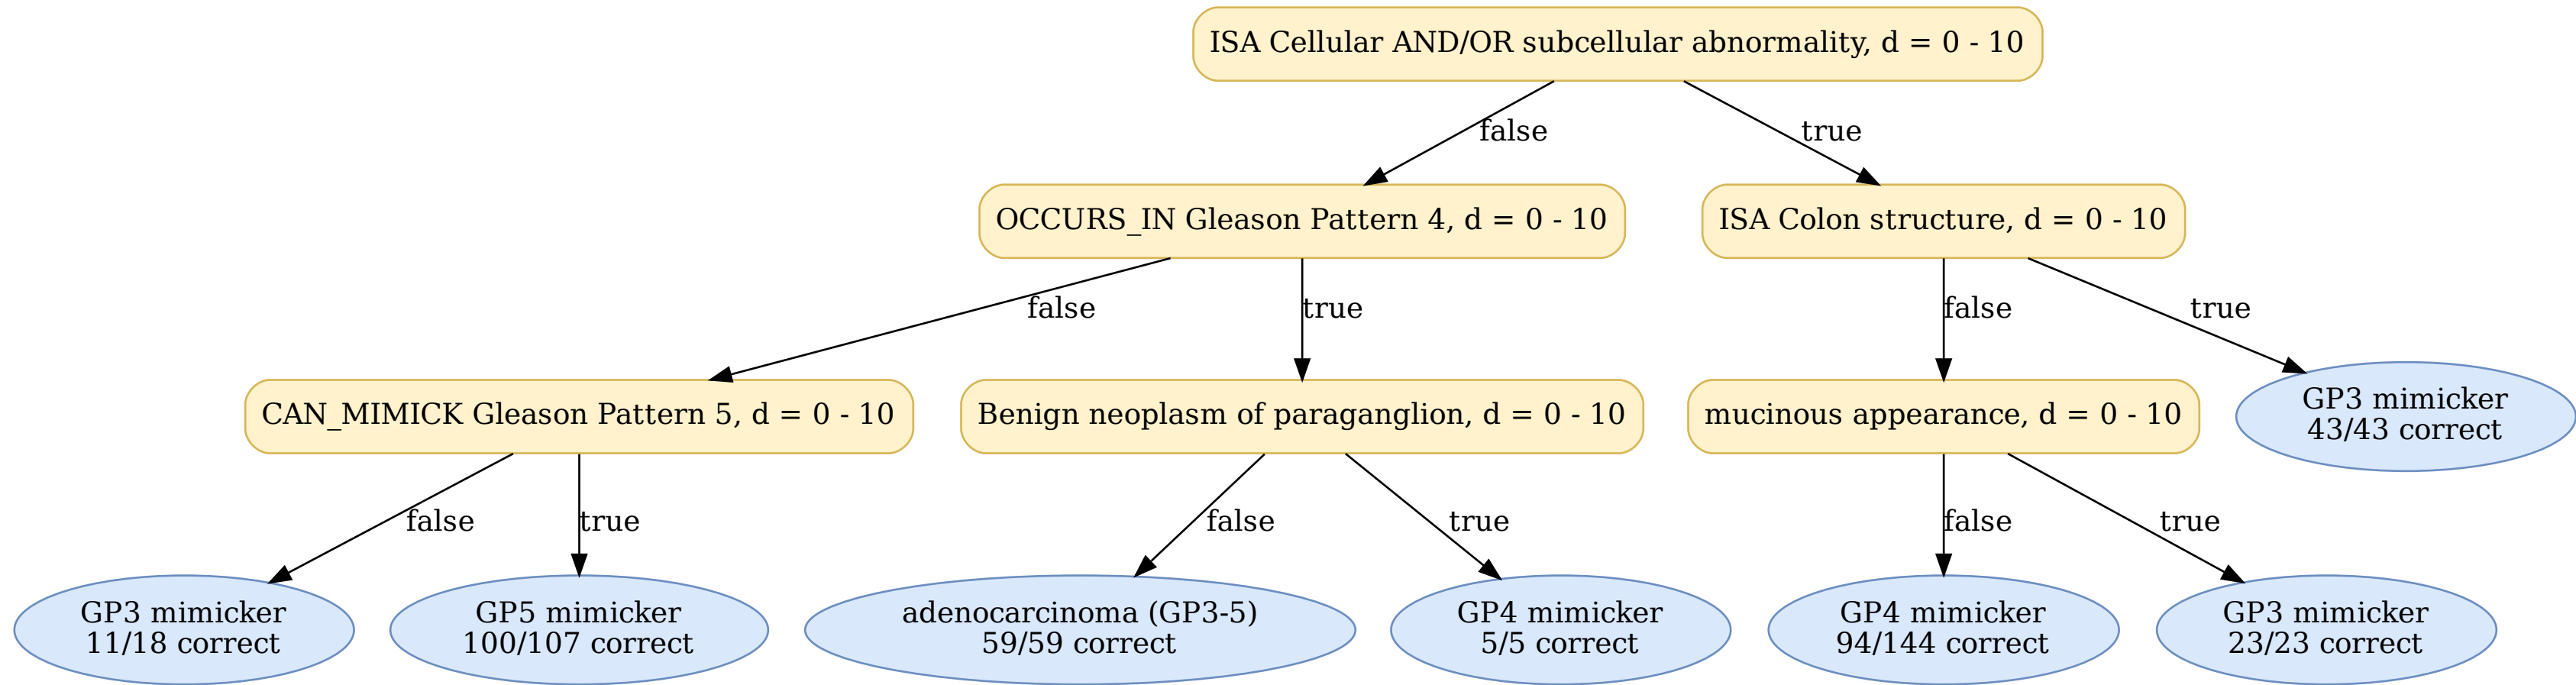 ISA Cellular AND/OR subcellular abnormality, d = 0 - 10
false
true
OCCURS_IN Gleason Pattern 4, d = 0 - 10
ISA Colon structure, d = 0 - 10
false
true
false
true
CAN_MIMICK Gleason Pattern 5, d = 0 - 10
Benign neoplasm of paraganglion, d = 0 - 10
mucinous appearance, d = 0 - 10
GP3 mimicker
43/43 correct
false
true
false
true
false
true
GP3 mimicker
11/18 correct
GP5 mimicker
100/107 correct
adenocarcinoma (GP3-5)
59/59 correct
GP4 mimicker
5/5 correct
GP4 mimicker
94/144 correct
GP3 mimicker
23/23 correct